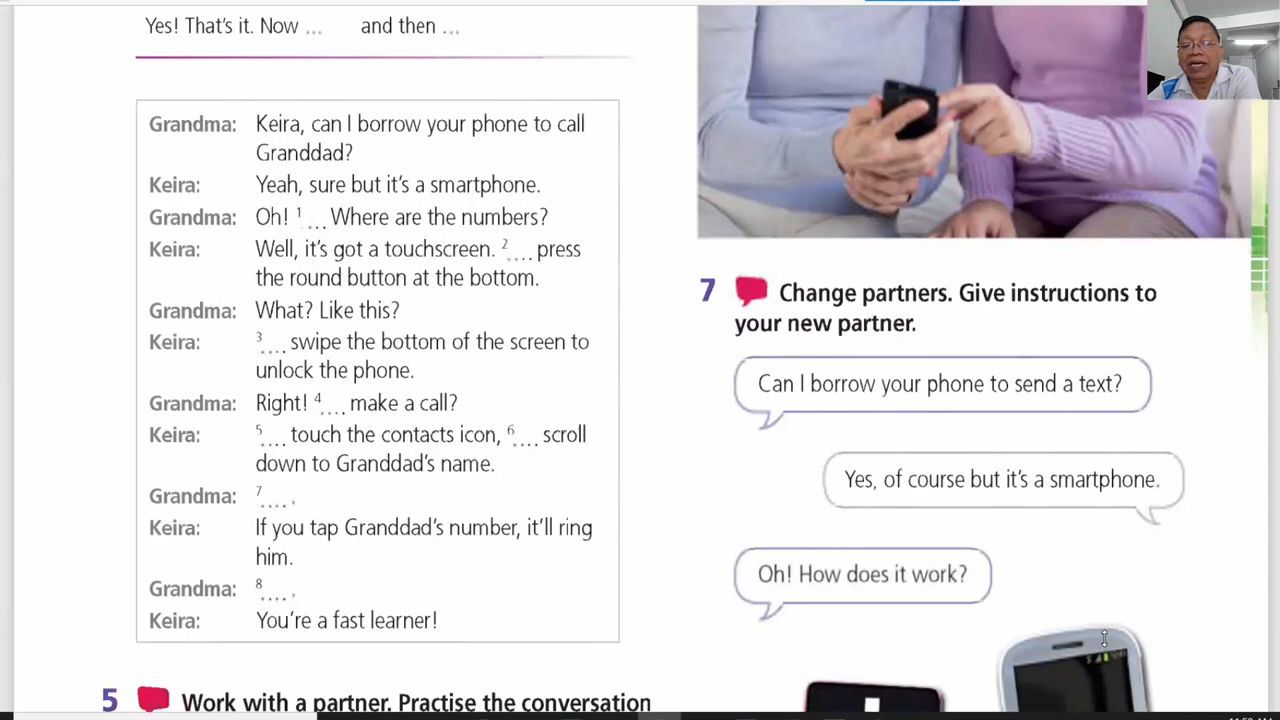 Yes! That's it. Now ... and then ...
Grandma: Keira, can I borrow your phone to call
Granddad?
Keira: Yeah, sure but it's a smartphone.
Grandma: Oh! 1 .... Where are the numbers?
Keira: Well, it's got a touchscreen. 2 .... press
the round button at the bottom.
Grandma: What? Like this?
Keira: 3 .... swipe the bottom of the screen to
unlock the phone.
Grandma: Right! 4 .... make a call?
Keira: 5 .... touch the contacts icon, 6 .... scroll
down to Granddad's name.
Grandma: 7 .... .
Keira: If you tap Granddad's number, it'll ring
him.
Grandma: 8 .... .
Keira: You're a fast learner!
5 Work with a partner. Practise the conversation
7 Change partners. Give instructions to
your new partner.
Can I borrow your phone to send a text?
Yes, of course but it's a smartphone.
Oh! How does it work?